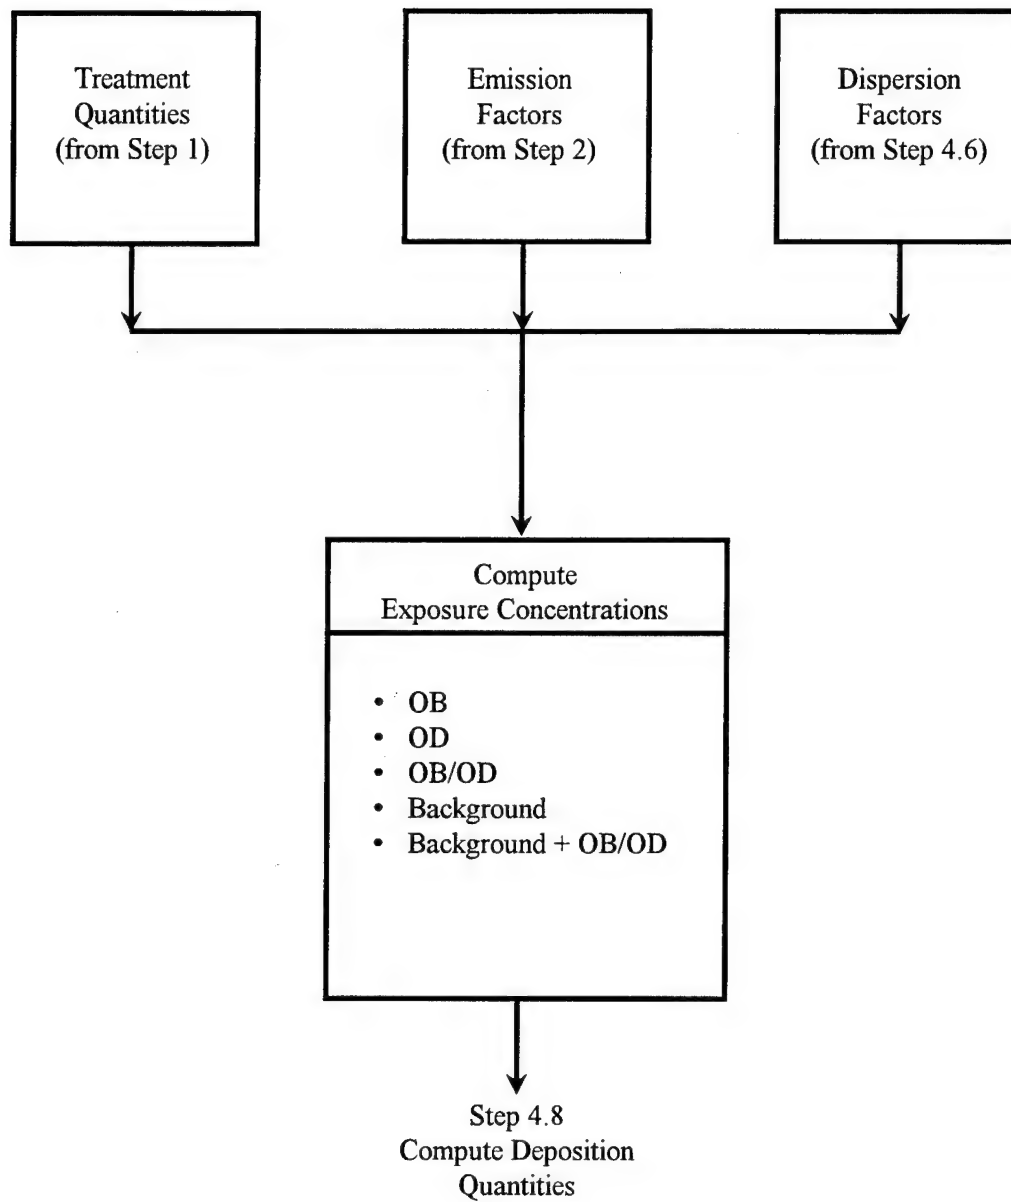 Treatment
Quantities
(from Step 1)
Emission
Factors
(from Step 2)
Dispersion
Factors
(from Step 4.6)
Compute
Exposure Concentrations
• OB
• OD
• OB/OD
• Background
• Background + OB/OD
Step 4.8
Compute Deposition
Quantities